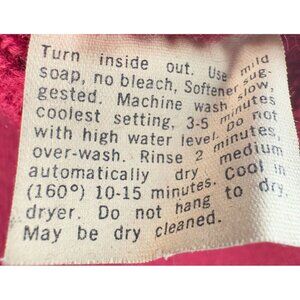 Turn inside out. Use mild
soap, no bleach, Softener sug-
gested. Machine wash slow,
coolest setting, 3-5 minutes
with high water level. Do not
over-wash. Rinse 2 minutes,
automatically dry medium
(160°) 10-15 minutes. Cool in
dryer. Do not hang to dry.
May be dry cleaned.